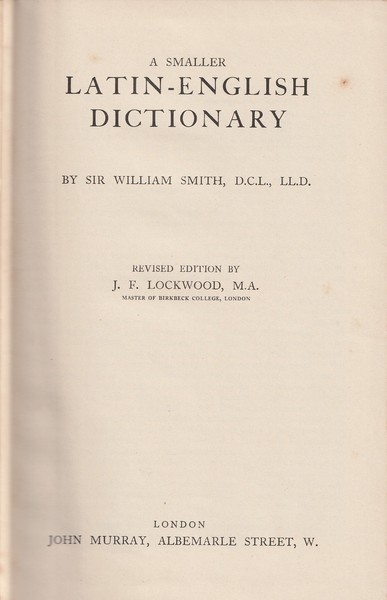 A SMALLER
LATIN-ENGLISH
DICTIONARY
BY SIR WILLIAM SMITH, D.C.L., LL.D.
REVISED EDITION BY
J. F. LOCKWOOD, M.A.
MASTER OF BIRKBECK COLLEGE, LONDON
LONDON
JOHN MURRAY, ALBEMARLE STREET, W.